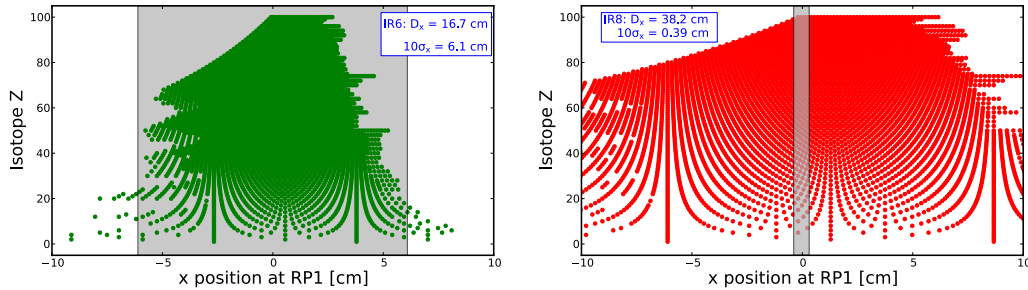 100
80
60
40
20
0
Isotope Z
IR6: Dₓ = 16.7 cm
10σₓ = 6.1 cm
−10
−5
0
5
10
x position at RP1 [cm]
100
80
60
40
20
0
Isotope Z
IR8: Dₓ = 38.2 cm
10σₓ = 0.39 cm
−10
−5
0
5
10
x position at RP1 [cm]